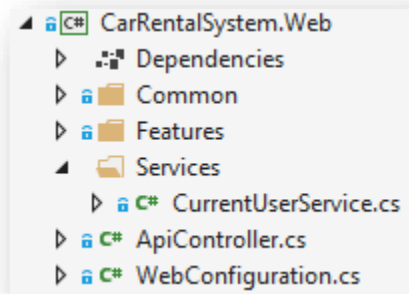 C# CarRentalSystem.Web
Dependencies
Common
Features
Services
C# CurrentUserService.cs
C# ApiController.cs
C# WebConfiguration.cs